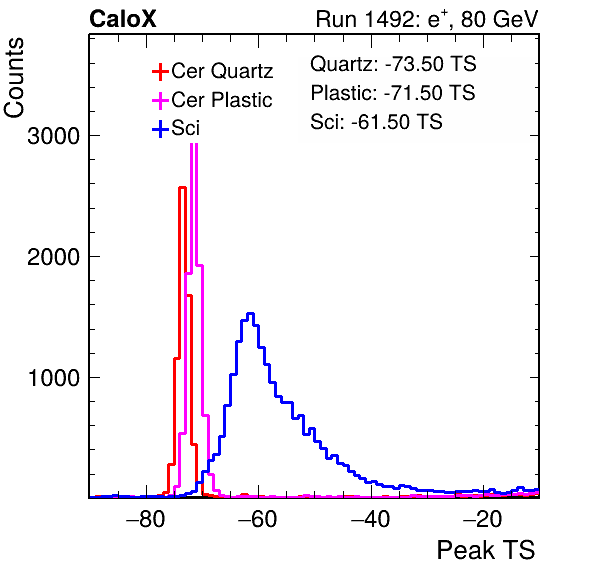 CaloX Run 1492: e⁺, 80 GeV
Counts
Cer Quartz
Cer Plastic
Sci
Quartz: -73.50 TS
Plastic: -71.50 TS
Sci: -61.50 TS
3000
2000
1000
−80 −60 −40 −20
Peak TS